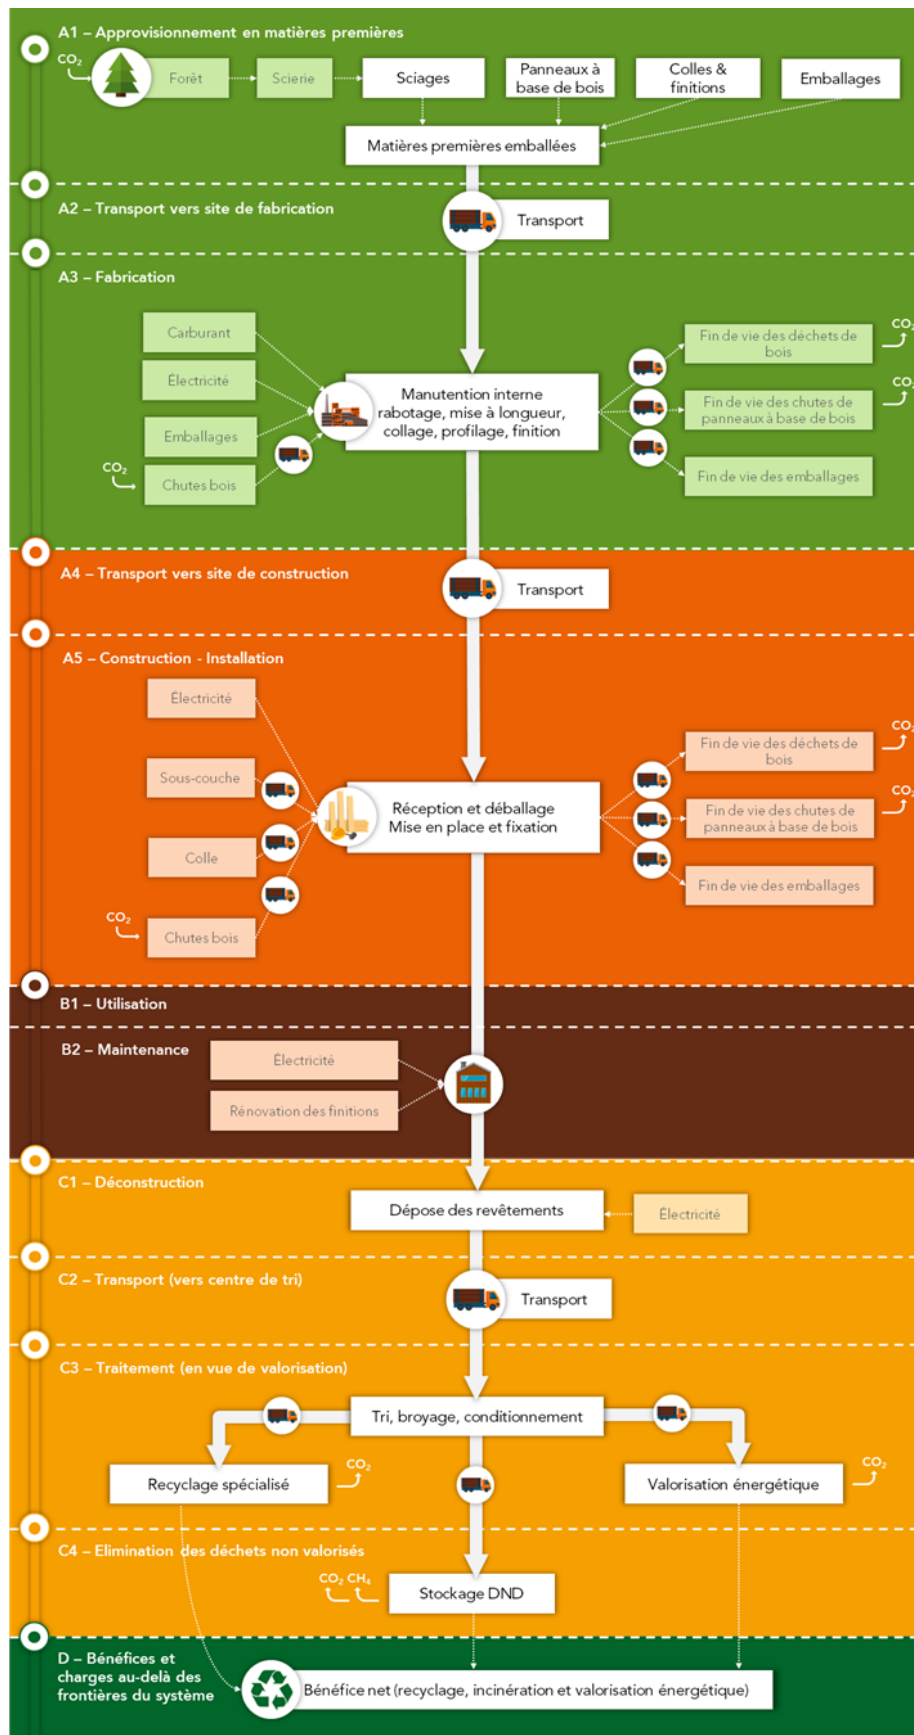 A1 – Approvisionnement en matières premières
CO₂
Forêt
Scierie
Sciages
Panneaux à
base de bois
Colles &
finitions
Emballages
Matières premières emballées
A2 – Transport vers site de fabrication
Transport
A3 – Fabrication
Carburant
Électricité
Emballages
CO₂
Chutes bois
Manutention interne
rabotage, mise à longueur,
collage, profilage, finition
Fin de vie des déchets de
bois
CO₂
Fin de vie des chutes de
panneaux à base de bois
CO₂
Fin de vie des emballages
A4 – Transport vers site de construction
Transport
A5 – Construction - Installation
Électricité
Sous-couche
Colle
CO₂
Chutes bois
Réception et déballage
Mise en place et fixation
Fin de vie des déchets de
bois
CO₂
Fin de vie des chutes de
panneaux à base de bois
CO₂
Fin de vie des emballages
B1 – Utilisation
B2 – Maintenance
Électricité
Rénovation des finitions
C1 – Déconstruction
Dépose des revêtements
Électricité
C2 – Transport (vers centre de tri)
Transport
C3 – Traitement (en vue de valorisation)
Tri, broyage, conditionnement
Recyclage spécialisé
CO₂
Valorisation énergétique
CO₂
C4 – Elimination des déchets non valorisés
CO₂ CH₄
Stockage DND
D – Bénéfices et
charges au-delà des
frontières du système
Bénéfice net (recyclage, incinération et valorisation énergétique)